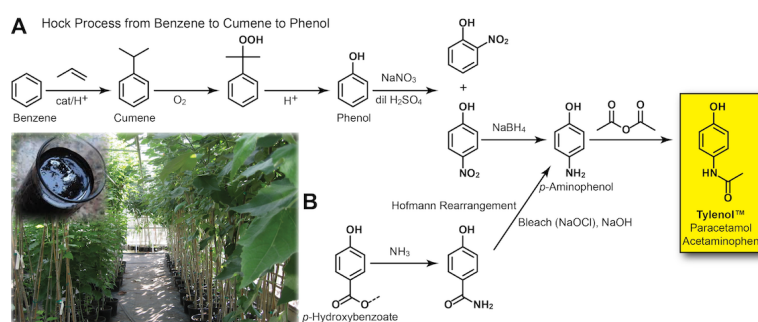 A Hock Process from Benzene to Cumene to Phenol
OH
NO₂
OOH
OH
NaNO₃
cat/H⁺
O₂
H⁺
dil H₂SO₄
+
Benzene
Cumene
Phenol
OH
NO₂
NaBH₄
OH
NH₂
p-Aminophenol
O O
O
OH
HN
O
Tylenol™
Paracetamol
Acetaminophen
B
Hofmann Rearrangement
Bleach (NaOCl), NaOH
OH
O
O
p-Hydroxybenzoate
NH₃
OH
O
NH₂